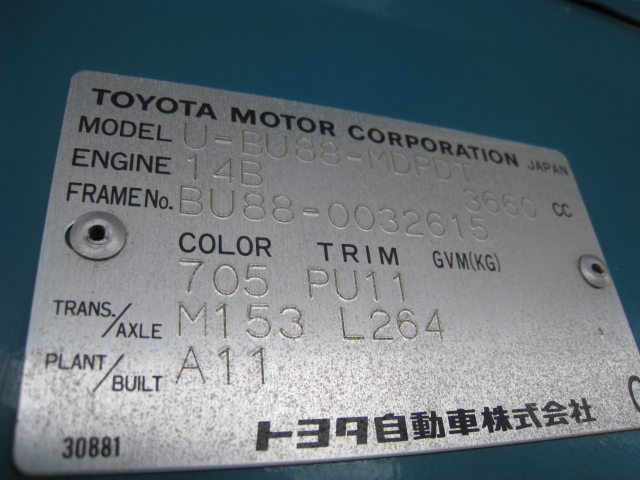 TOYOTA MOTOR CORPORATION JAPAN
MODEL U-BU88-MDPDT
ENGINE 14B 3660 CC
FRAME No. BU88-0032615
COLOR TRIM GVM(KG)
705 PU11
TRANS./AXLE M153 L264
PLANT/BUILT A11
トヨタ自動車株式会社
30881